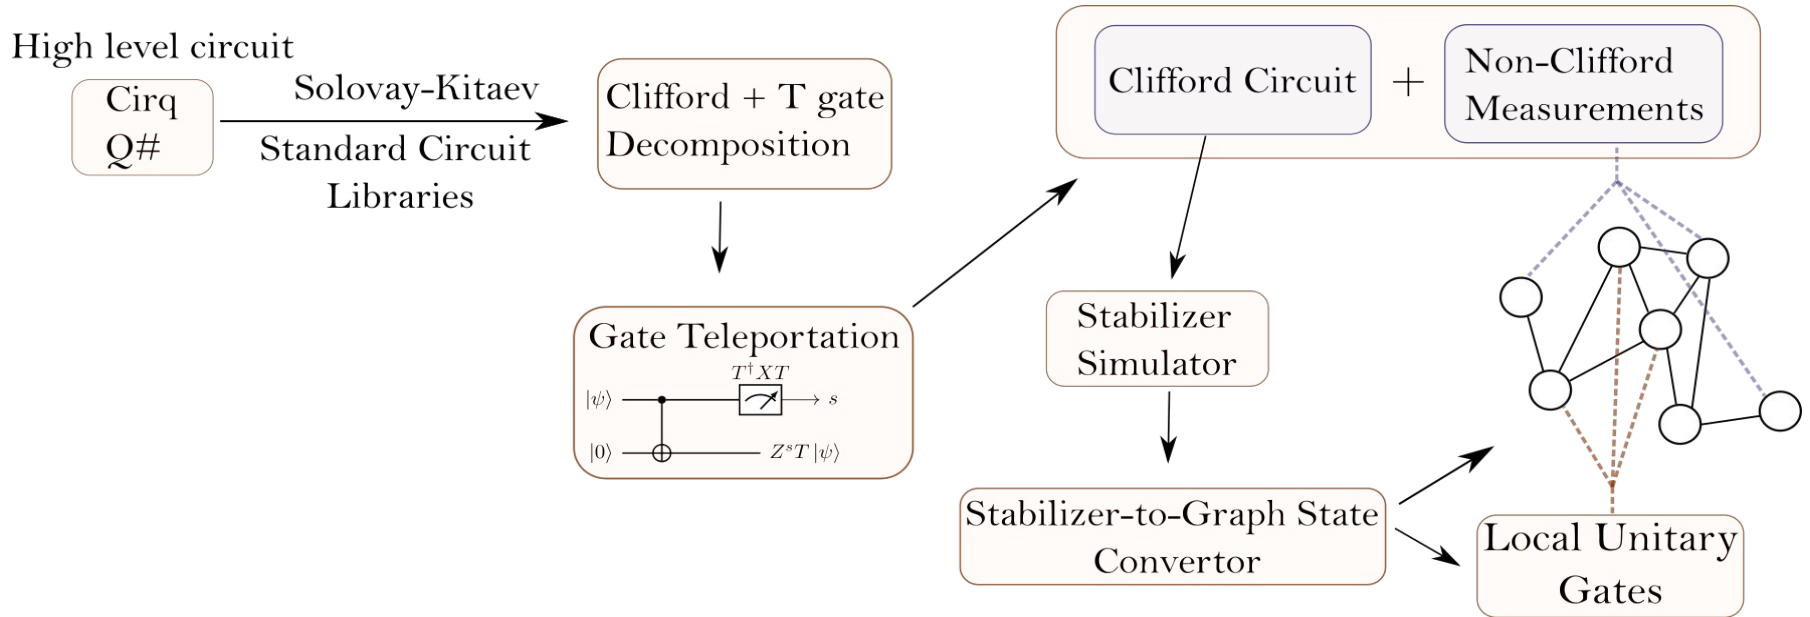 High level circuit
Cirq
Q#
Solovay-Kitaev
Standard Circuit
Libraries
Clifford + T gate
Decomposition
Gate Teleportation
T†XT
|ψ⟩
s
|0⟩
ZˢT |ψ⟩
Clifford Circuit
+
Non-Clifford
Measurements
Stabilizer
Simulator
Stabilizer-to-Graph State
Convertor
Local Unitary
Gates